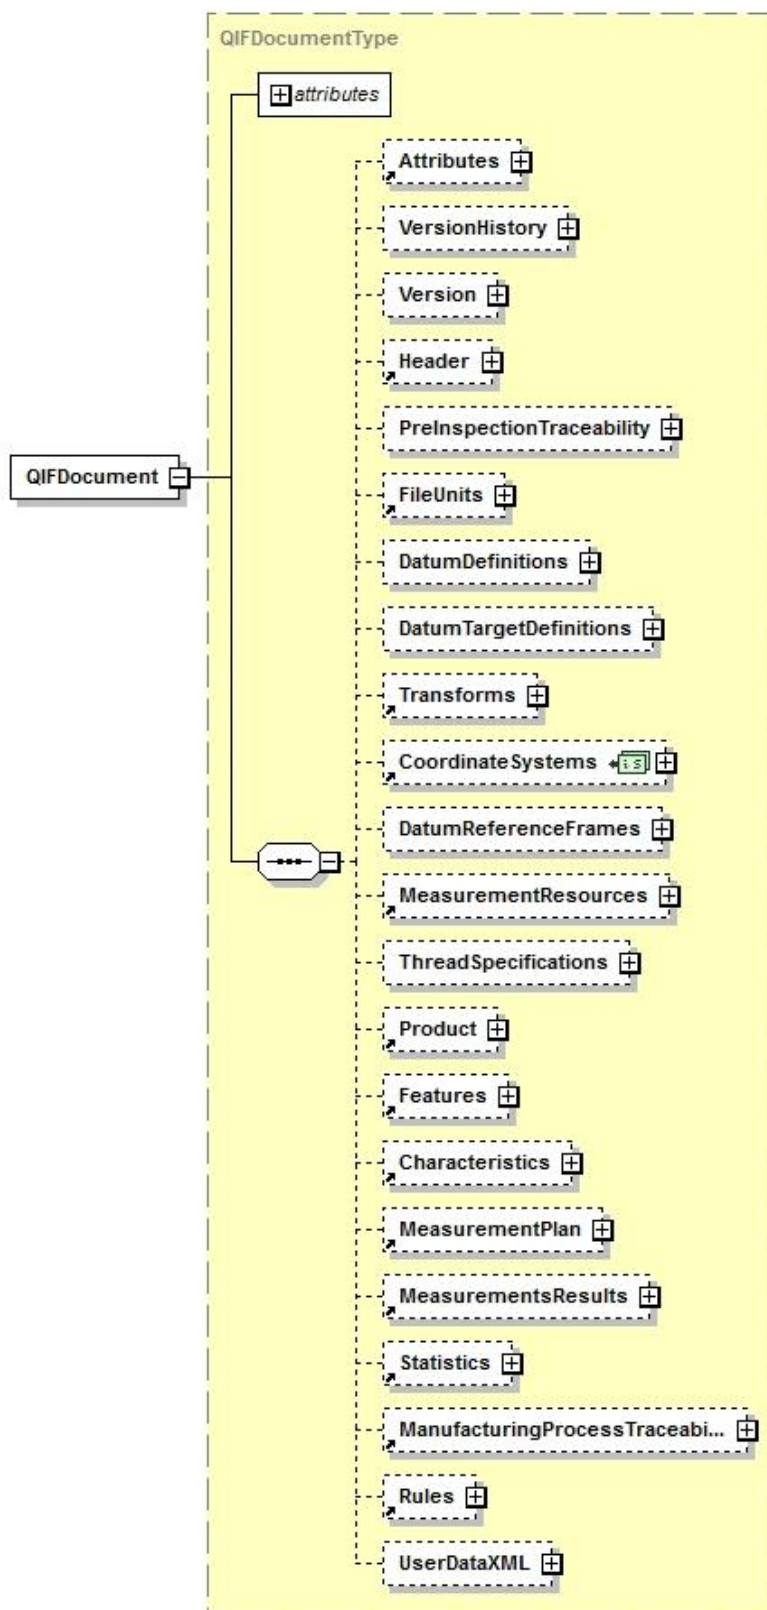 QIFDocumentType
attributes
Attributes
VersionHistory
Version
Header
PreInspectionTraceability
QIFDocument
FileUnits
DatumDefinitions
DatumTargetDefinitions
Transforms
CoordinateSystems is
DatumReferenceFrames
MeasurementResources
ThreadSpecifications
Product
Features
Characteristics
MeasurementPlan
MeasurementsResults
Statistics
ManufacturingProcessTraceabi...
Rules
UserDataXML